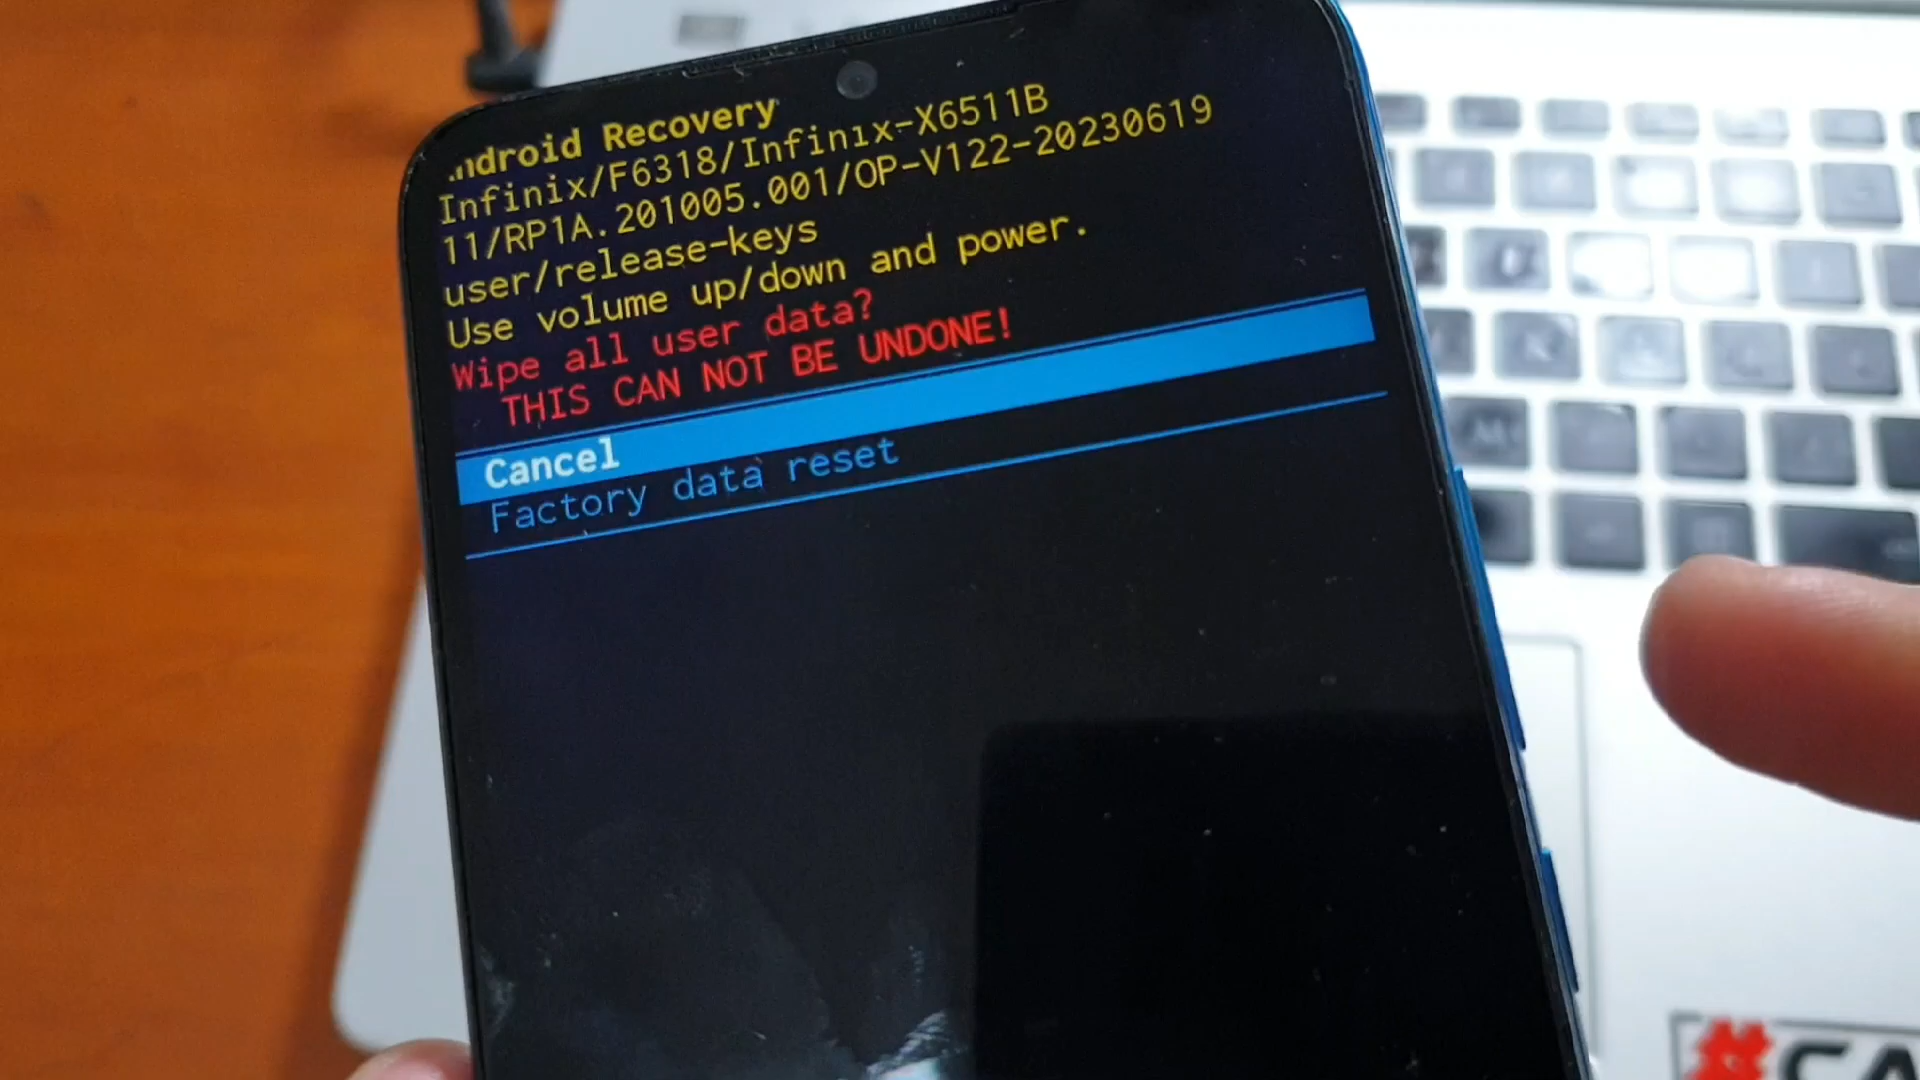 ndroid Recovery
Infinix/F6318/Infinix-X6511B
11/RP1A.201005.001/OP-V122-20230619
user/release-keys
Use volume up/down and power.
Wipe all user data?
THIS CAN NOT BE UNDONE!
Cancel
Factory data reset
#CA